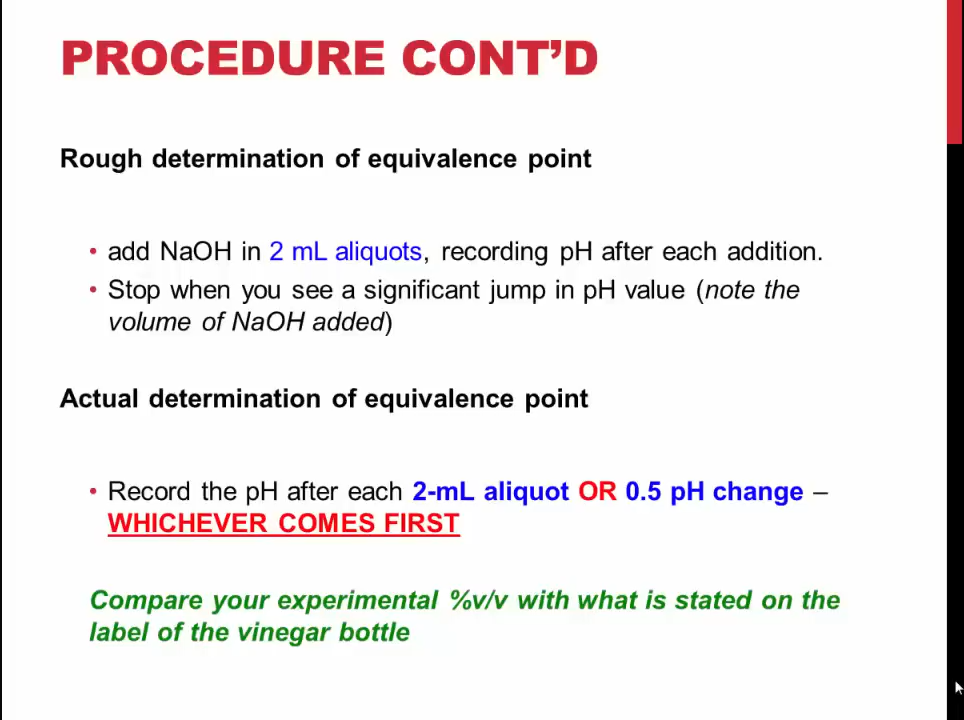 PROCEDURE CONT’D
Rough determination of equivalence point
• add NaOH in 2 mL aliquots, recording pH after each addition.
• Stop when you see a significant jump in pH value (note the
volume of NaOH added)
Actual determination of equivalence point
• Record the pH after each 2-mL aliquot OR 0.5 pH change –
WHICHEVER COMES FIRST
Compare your experimental %v/v with what is stated on the
label of the vinegar bottle